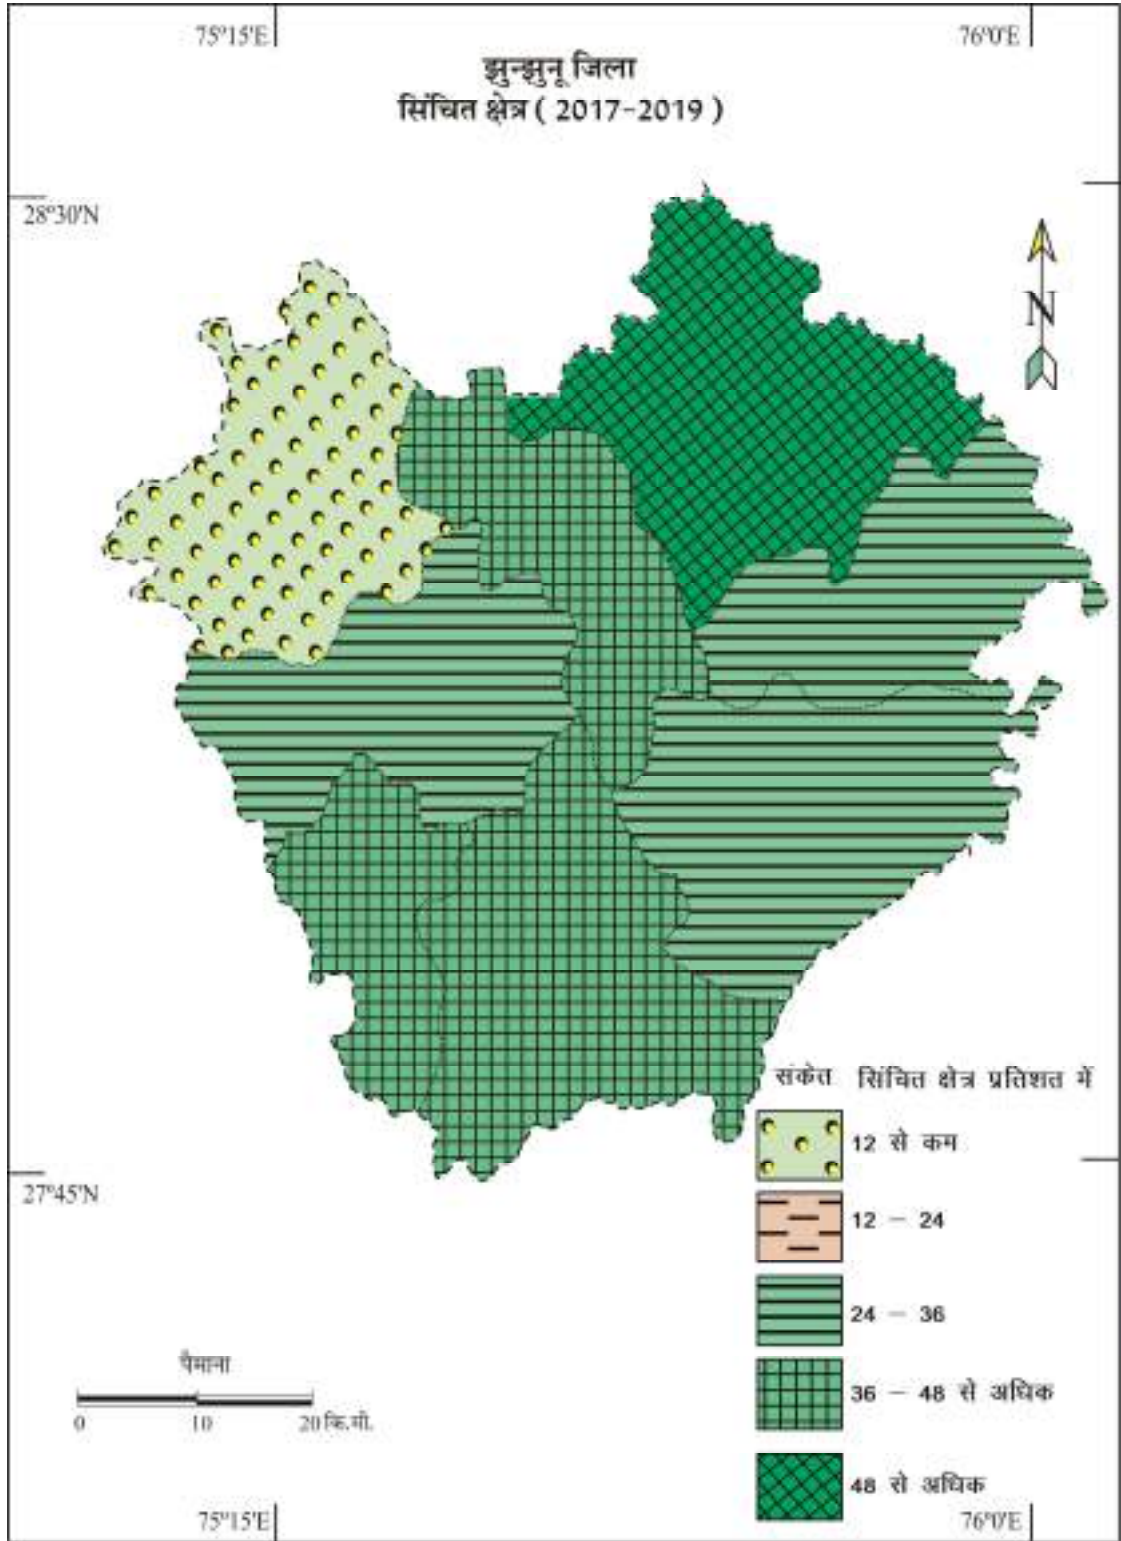 75°15'E 76°0'E
झुन्झुनू जिला
सिंचित क्षेत्र ( 2017-2019 )
28°30'N
N
संकेत सिंचित क्षेत्र प्रतिशत में
12 से कम
27°45'N
12 – 24
24 – 36
पैमाना
36 – 48 से अधिक
0 10 20 कि.मी.
48 से अधिक
75°15'E 76°0'E